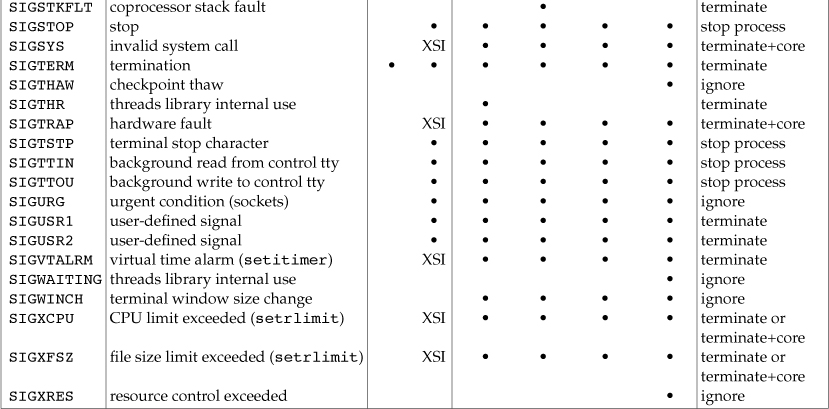 SIGSTKFLT coprocessor stack fault • terminate
SIGSTOP stop • • • • • stop process
SIGSYS invalid system call XSI • • • • terminate+core
SIGTERM termination • • • • • • terminate
SIGTHAW checkpoint thaw • ignore
SIGTHR threads library internal use • terminate
SIGTRAP hardware fault XSI • • • • terminate+core
SIGTSTP terminal stop character • • • • • stop process
SIGTTIN background read from control tty • • • • • stop process
SIGTTOU background write to control tty • • • • • stop process
SIGURG urgent condition (sockets) • • • • • ignore
SIGUSR1 user-defined signal • • • • • terminate
SIGUSR2 user-defined signal • • • • • terminate
SIGVTALRM virtual time alarm (setitimer) XSI • • • • terminate
SIGWAITING threads library internal use • ignore
SIGWINCH terminal window size change • • • • ignore
SIGXCPU CPU limit exceeded (setrlimit) XSI • • • • terminate or
terminate+core
SIGXFSZ file size limit exceeded (setrlimit) XSI • • • • terminate or
terminate+core
SIGXRES resource control exceeded • ignore